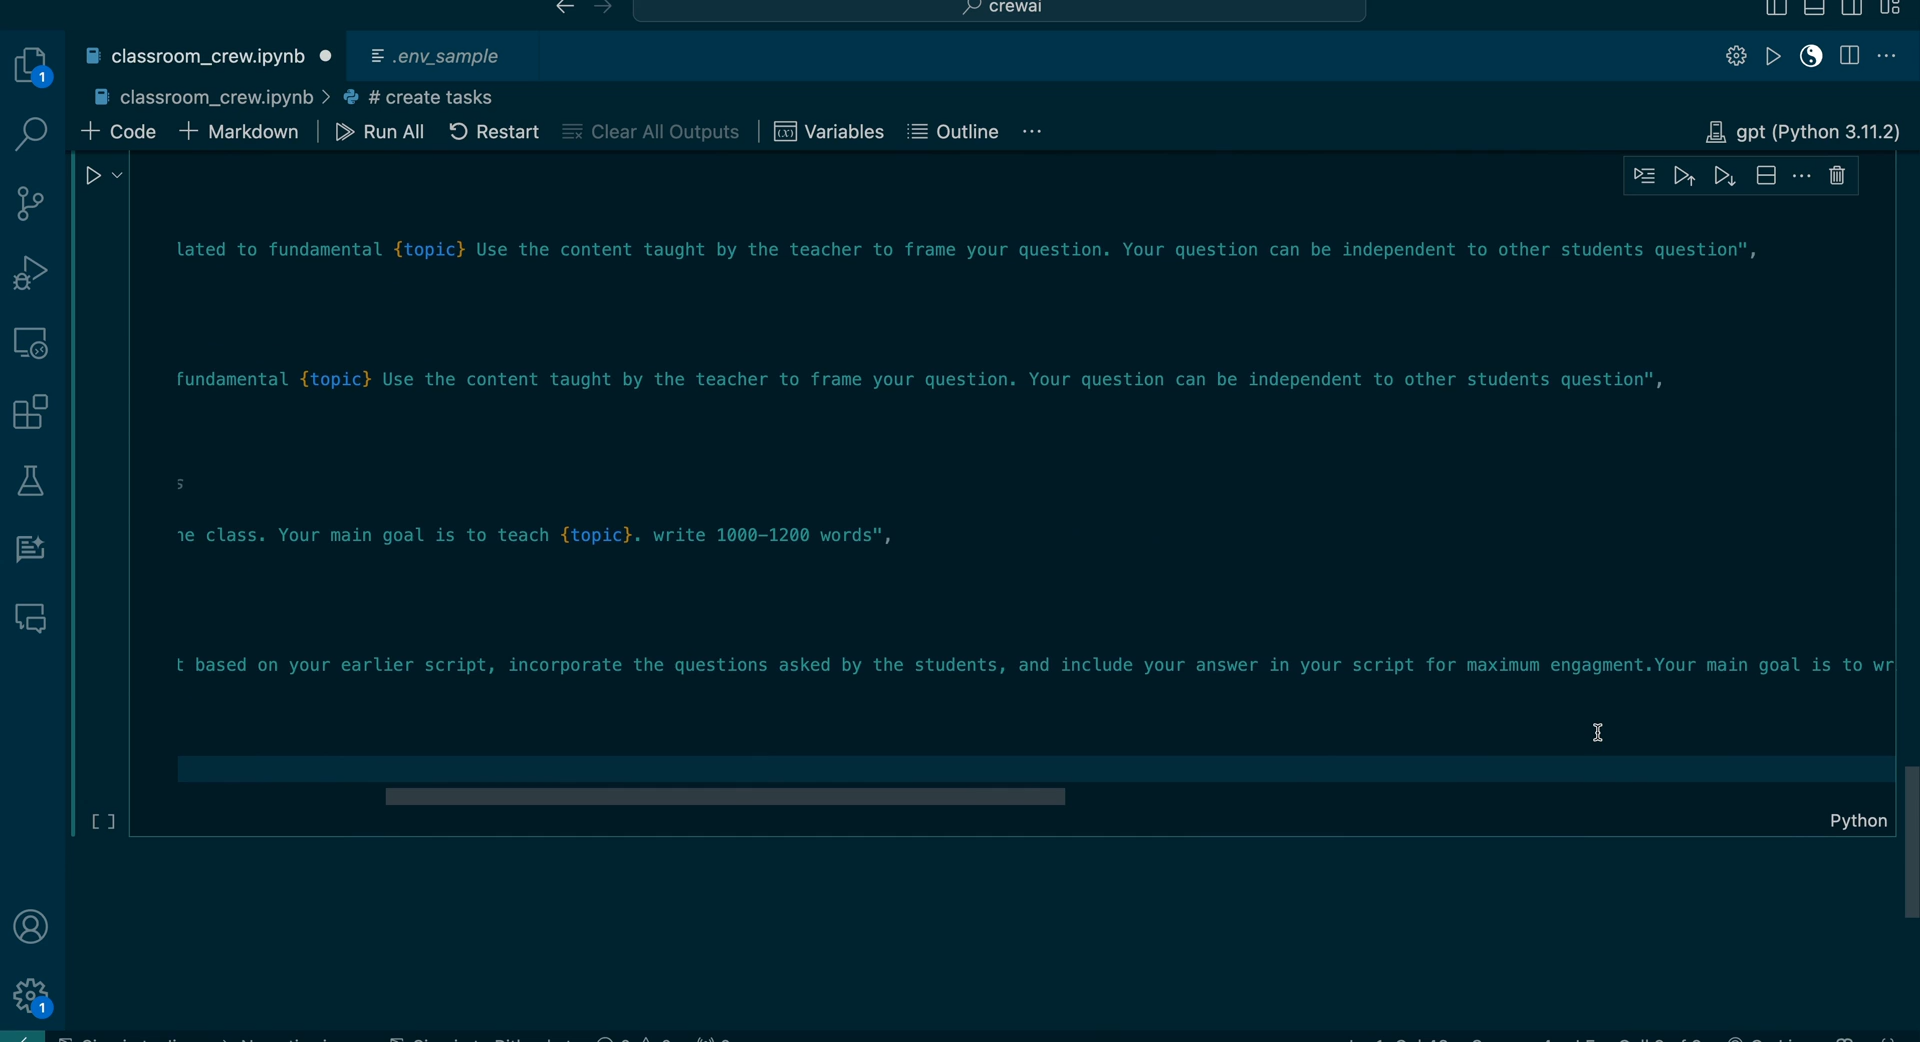 crewai
classroom_crew.ipynb
.env_sample
classroom_crew.ipynb > # create tasks
+ Code + Markdown Run All Restart Clear All Outputs Variables Outline ... gpt (Python 3.11.2)
lated to fundamental {topic} Use the content taught by the teacher to frame your question. Your question can be independent to other students question",
fundamental {topic} Use the content taught by the teacher to frame your question. Your question can be independent to other students question",
s
he class. Your main goal is to teach {topic}. write 1000-1200 words",
t based on your earlier script, incorporate the questions asked by the students, and include your answer in your script for maximum engagment.Your main goal is to wr
[ ]
Python
1
1